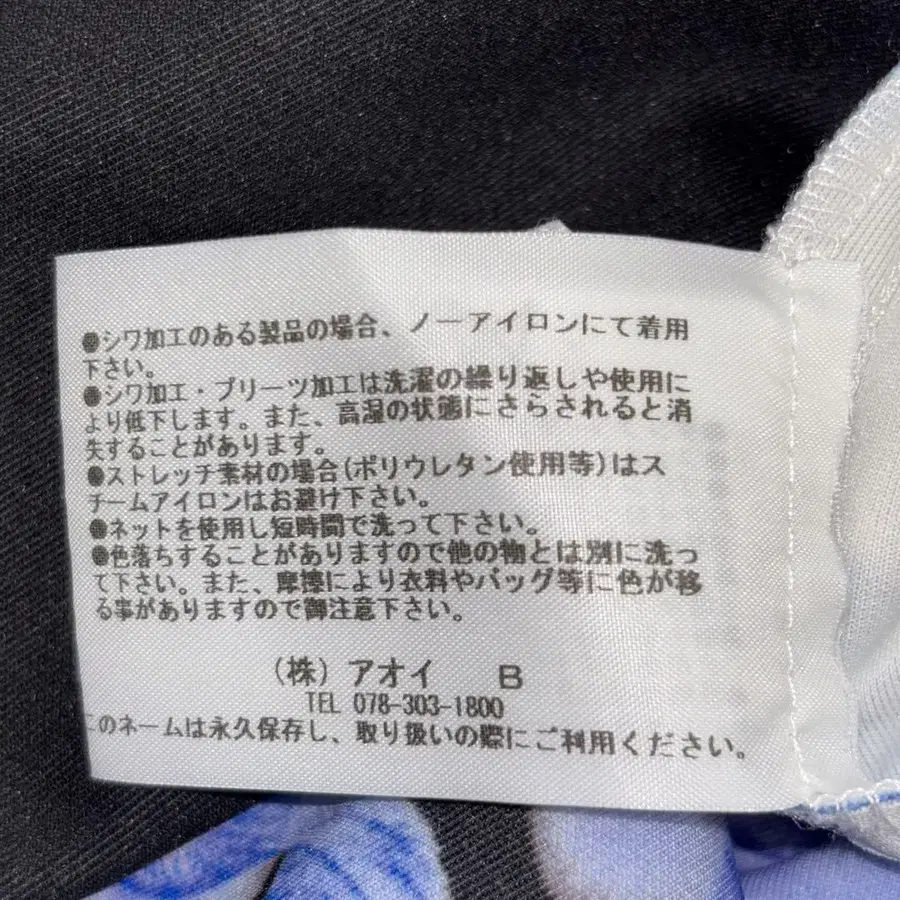 ●シワ加工のある製品の場合、ノーアイロンにて着用
下さい。
●シワ加工・プリーツ加工は洗濯の繰り返しや使用に
より低下します。また、高湿の状態にさらされると消
失することがあります。
●ストレッチ素材の場合(ポリウレタン使用等)はス
チームアイロンはお避け下さい。
●ネットを使用し短時間で洗って下さい。
●色落ちすることがありますので他の物とは別に洗っ
て下さい。また、摩擦により衣料やバッグ等に色が移
る事がありますので御注意下さい。
(株) アオイ B
TEL 078-303-1800
このネームは永久保存し、取り扱いの際にご利用ください。